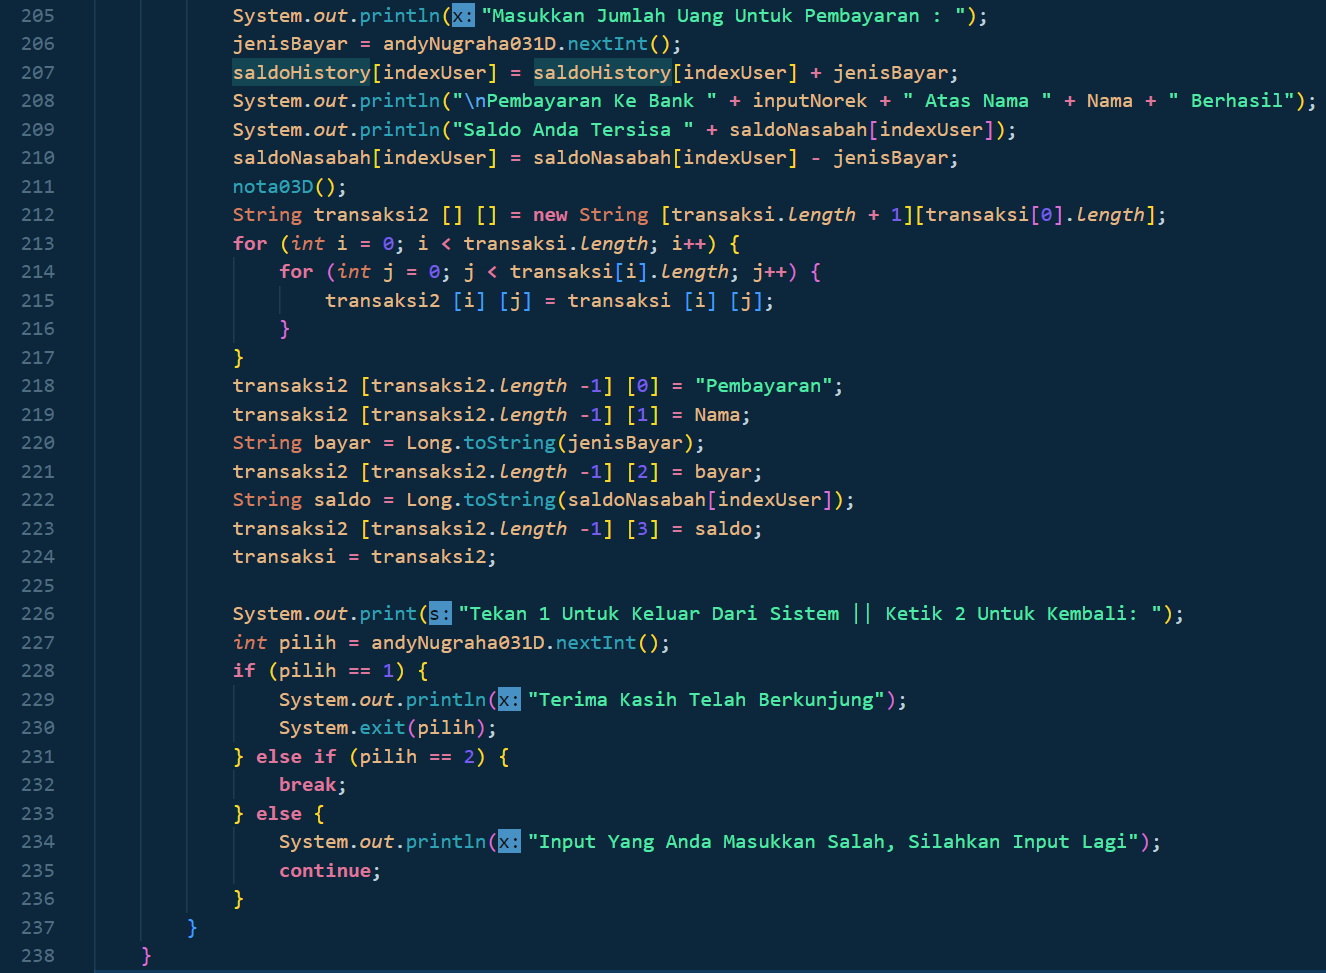 205 System.out.println(x: "Masukkan Jumlah Uang Untuk Pembayaran : ");
206 jenisBayar = andyNugraha031D.nextInt();
207 saldoHistory[indexUser] = saldoHistory[indexUser] + jenisBayar;
208 System.out.println("\nPembayaran Ke Bank " + inputNorek + " Atas Nama " + Nama + " Berhasil");
209 System.out.println("Saldo Anda Tersisa " + saldoNasabah[indexUser]);
210 saldoNasabah[indexUser] = saldoNasabah[indexUser] - jenisBayar;
211 nota03D();
212 String transaksi2 [] [] = new String [transaksi.length + 1][transaksi[0].length];
213 for (int i = 0; i < transaksi.length; i++) {
214 for (int j = 0; j < transaksi[i].length; j++) {
215 transaksi2 [i] [j] = transaksi [i] [j];
216 }
217 }
218 transaksi2 [transaksi2.length -1] [0] = "Pembayaran";
219 transaksi2 [transaksi2.length -1] [1] = Nama;
220 String bayar = Long.toString(jenisBayar);
221 transaksi2 [transaksi2.length -1] [2] = bayar;
222 String saldo = Long.toString(saldoNasabah[indexUser]);
223 transaksi2 [transaksi2.length -1] [3] = saldo;
224 transaksi = transaksi2;
225
226 System.out.print(s: "Tekan 1 Untuk Keluar Dari Sistem || Ketik 2 Untuk Kembali: ");
227 int pilih = andyNugraha031D.nextInt();
228 if (pilih == 1) {
229 System.out.println(x: "Terima Kasih Telah Berkunjung");
230 System.exit(pilih);
231 } else if (pilih == 2) {
232 break;
233 } else {
234 System.out.println(x: "Input Yang Anda Masukkan Salah, Silahkan Input Lagi");
235 continue;
236 }
237 }
238 }